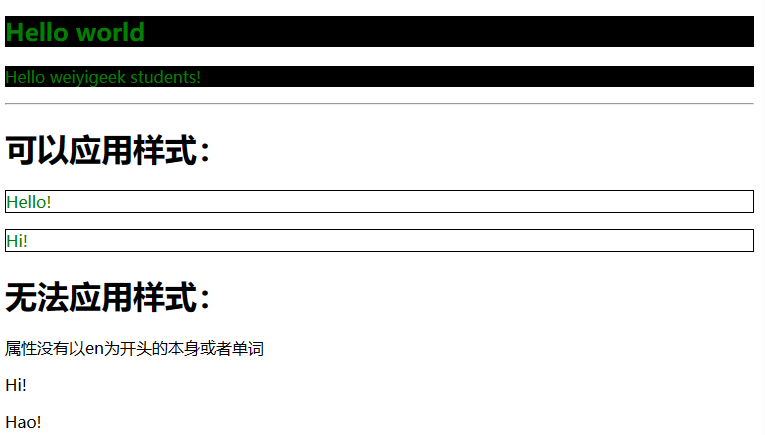 Hello world
Hello weiyigeek students!
可以应用样式：
Hello!
Hi!
无法应用样式：
属性没有以en为开头的本身或者单词
Hi!
Hao!